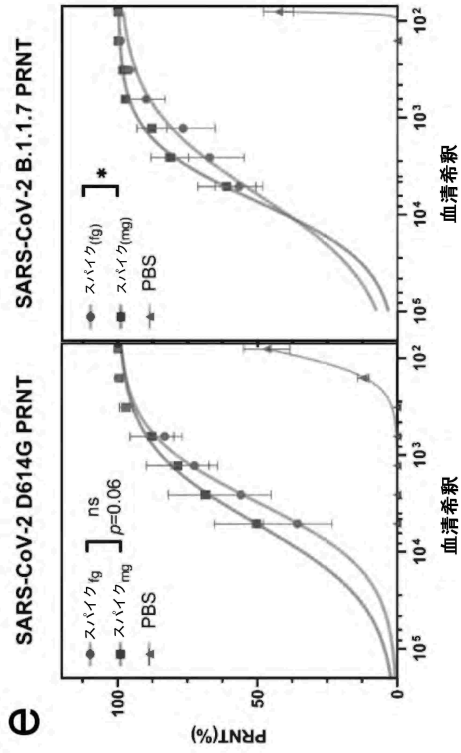 e
SARS-CoV-2 D614G PRNT
スパイクfg
スパイクmg
PBS
ns
p=0.06
PRNT(%)
100
50
0
10⁵
10⁴
10³
10²
血清希釈
SARS-CoV-2 B.1.1.7 PRNT
スパイク(fg)
スパイク(mg)
PBS
*
10⁵
10⁴
10³
10²
血清希釈